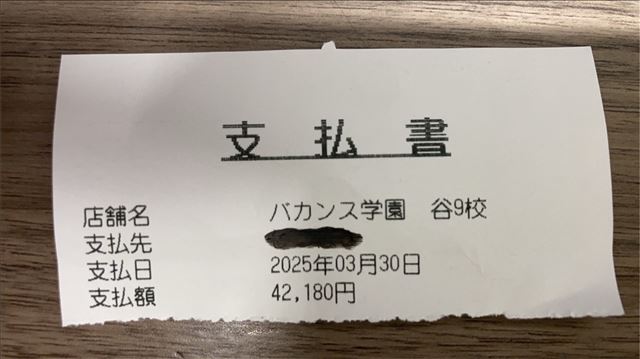 支払書
店舗名 バカンス学園 谷9校
支払先
支払日 2025年03月30日
支払額 42,180円